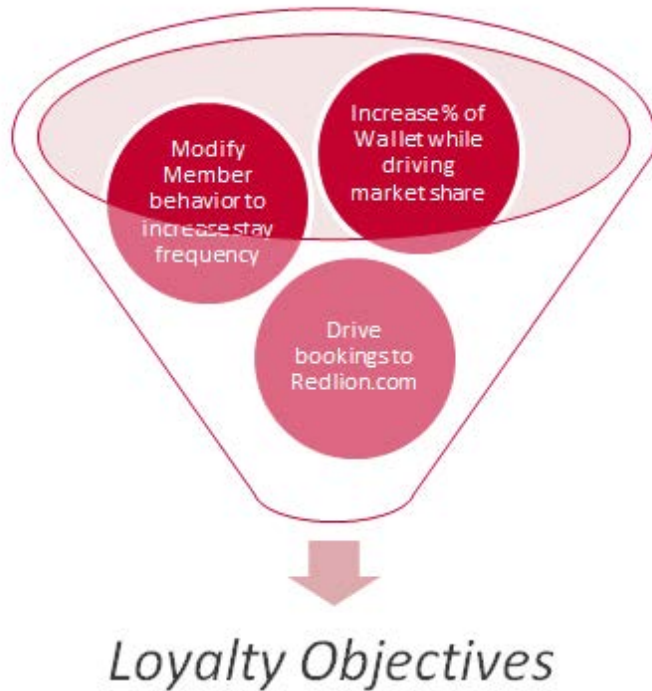 Increase % of
Wallet while
driving
market share
Modify
Member
behavior to
increase stay
frequency
Drive
bookings to
Redlion.com
Loyalty Objectives